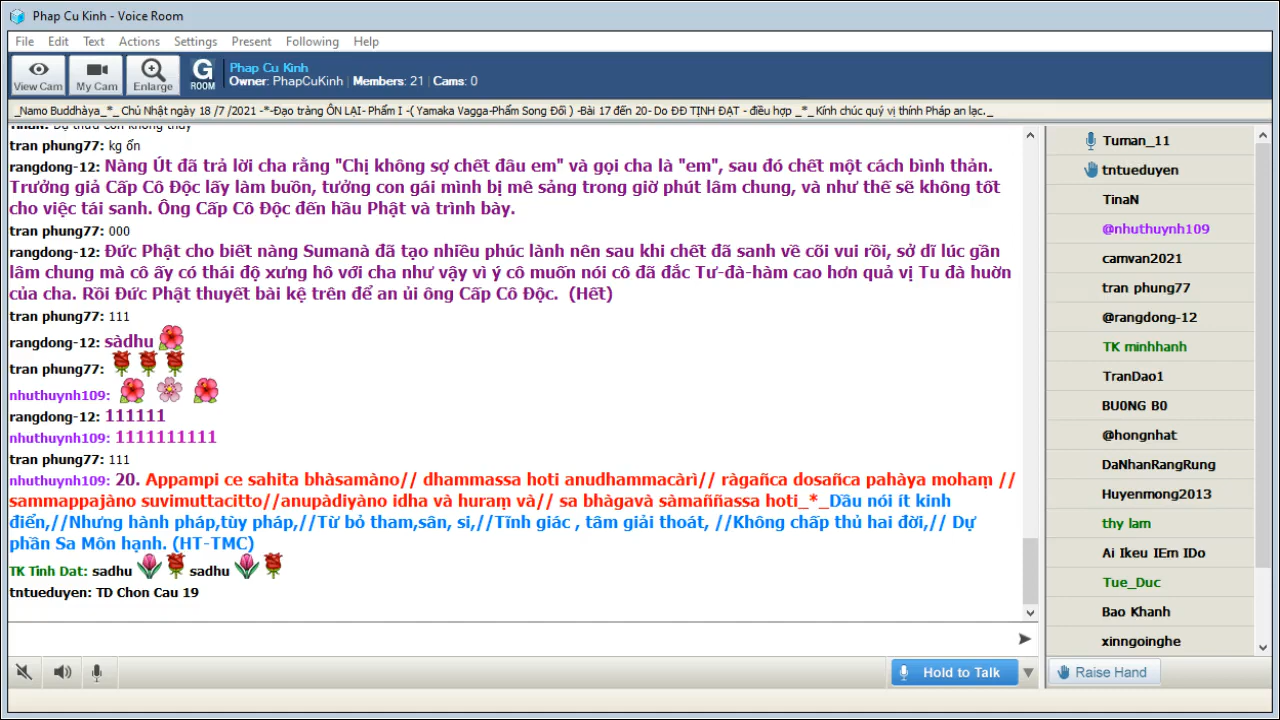 Phap Cu Kinh - Voice Room
File Edit Text Actions Settings Present Following Help
View Cam My Cam Enlarge G ROOM
Phap Cu Kinh
Owner: PhapCuKinh | Members: 21 | Cams: 0
_Namo Buddhàya_*_ Chủ Nhật ngày 18 /7 /2021 -*-Đạo tràng ÔN LẠI- Phẩm I -( Yamaka Vagga-Phẩm Song Đối ) -Bài 17 đến 20- Do ĐĐ TỊNH ĐẠT - điều hợp _*_ Kính chúc quý vị thính Pháp an lạc._
tran phung77: kg ổn
rangdong-12: Nàng Út đã trả lời cha rằng "Chị không sợ chết đâu em" và gọi cha là "em", sau đó chết một cách bình thản.
Trưởng giả Cấp Cô Độc lấy làm buồn, tưởng con gái mình bị mê sảng trong giờ phút lâm chung, và như thế sẽ không tốt
cho việc tái sanh. Ông Cấp Cô Độc đến hầu Phật và trình bày.
tran phung77: 000
rangdong-12: Đức Phật cho biết nàng Sumanà đã tạo nhiều phúc lành nên sau khi chết đã sanh về cõi vui rồi, sở dĩ lúc gần
lâm chung mà cô ấy có thái độ xưng hô với cha như vậy vì ý cô muốn nói cô đã đắc Tư-đà-hàm cao hơn quả vị Tu đà huờn
của cha. Rồi Đức Phật thuyết bài kệ trên để an ủi ông Cấp Cô Độc. (Hết)
tran phung77: 111
rangdong-12: sàdhu
tran phung77:
nhuthuynh109:
rangdong-12: 111111
nhuthuynh109: 1111111111
tran phung77: 111
nhuthuynh109: 20. Appampi ce sahita bhàsamàno// dhammassa hoti anudhammacàrì// ràgañca dosañca pahàya mohaṃ //
sammappajàno suvimuttacitto//anupàdiyàno idha và huraṃ và// sa bhàgavà sàmaññassa hoti_*_Dầu nói ít kinh
điển,//Nhưng hành pháp,tùy pháp,//Từ bỏ tham,sân, si,//Tĩnh giác , tâm giải thoát, //Không chấp thủ hai đời,// Dự
phần Sa Môn hạnh. (HT-TMC)
TK Tinh Dat: sadhu sadhu
tntueduyen: TD Chon Cau 19
Hold to Talk
Tuman_11
tntueduyen
TinaN
@nhuthuynh109
camvan2021
tran phung77
@rangdong-12
TK minhhanh
TranDao1
BU0NG B0
@hongnhat
DaNhanRangRung
Huyenmong2013
thy lam
Ai lkeu IEm IDo
Tue_Duc
Bao Khanh
xinngoinghe
Raise Hand